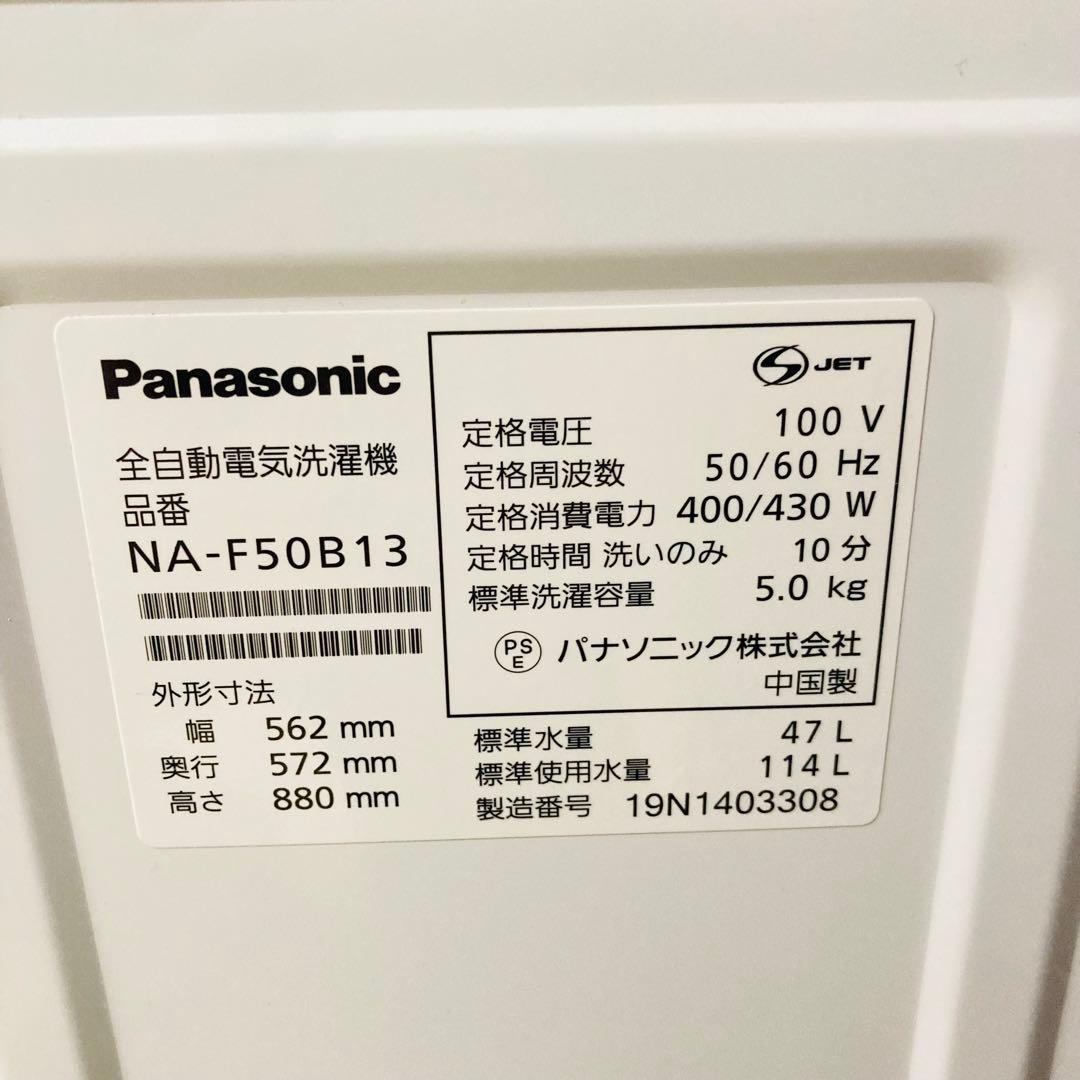 Panasonic
全自動電気洗濯機
品番
NA-F50B13
外形寸法
幅 562 mm
奥行 572 mm
高さ 880 mm
S JET
定格電圧 100 V
定格周波数 50/60 Hz
定格消費電力 400/430 W
定格時間 洗いのみ 10 分
標準洗濯容量 5.0 kg
PS E パナソニック株式会社
中国製
標準水量 47 L
標準使用水量 114 L
製造番号 19N1403308